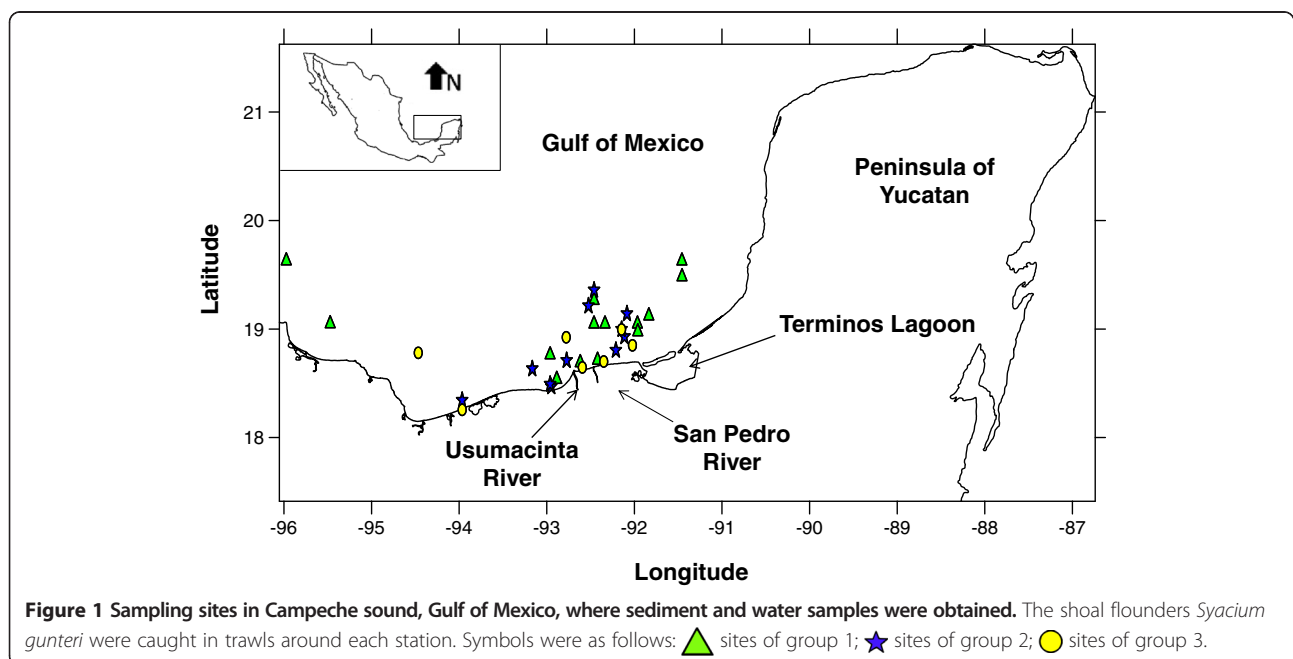 N
Gulf of Mexico
Peninsula of
Yucatan
Terminos Lagoon
San Pedro
River
Usumacinta
River
Latitude
21
20
19
18
-96 -95 -94 -93 -92 -91 -90 -89 -88 -87
Longitude
Figure 1 Sampling sites in Campeche sound, Gulf of Mexico, where sediment and water samples were obtained. The shoal flounders Syacium
gunteri were caught in trawls around each station. Symbols were as follows: sites of group 1; sites of group 2; sites of group 3.